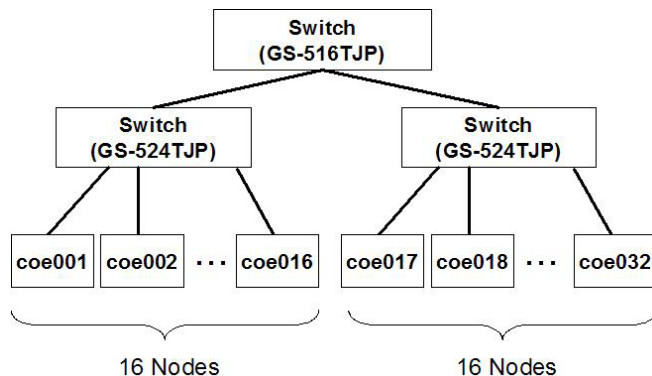 Switch
(GS-516TJP)
Switch
(GS-524TJP)
Switch
(GS-524TJP)
coe001 coe002 ··· coe016 coe017 coe018 ··· coe032
16 Nodes 16 Nodes